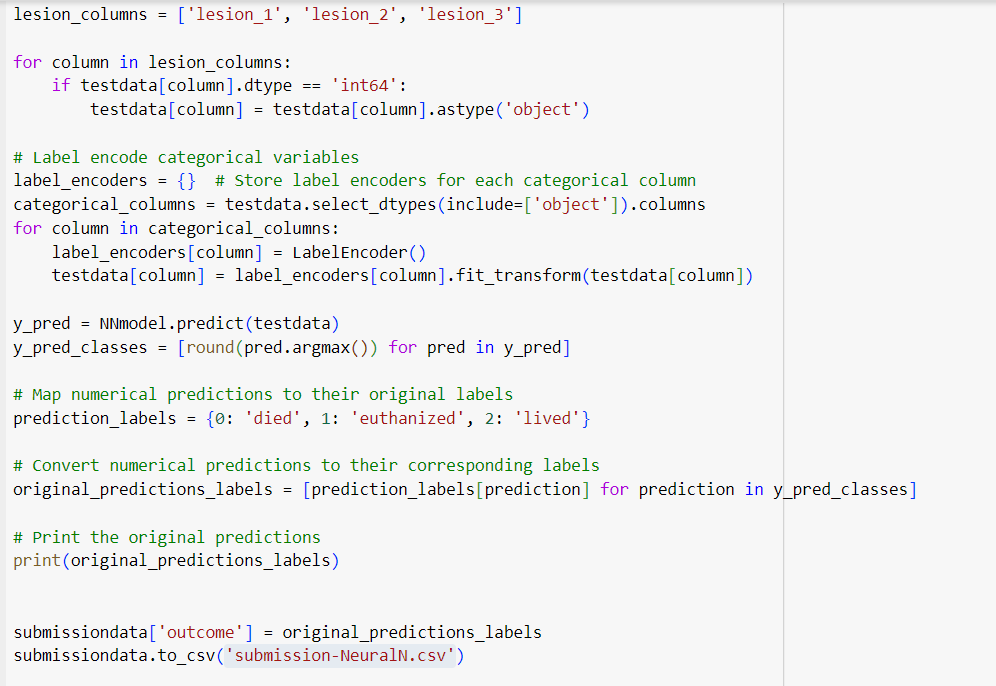 lesion_columns = ['lesion_1', 'lesion_2', 'lesion_3']
for column in lesion_columns:
    if testdata[column].dtype == 'int64':
        testdata[column] = testdata[column].astype('object')
# Label encode categorical variables
label_encoders = {}  # Store label encoders for each categorical column
categorical_columns = testdata.select_dtypes(include=['object']).columns
for column in categorical_columns:
    label_encoders[column] = LabelEncoder()
    testdata[column] = label_encoders[column].fit_transform(testdata[column])
y_pred = NNmodel.predict(testdata)
y_pred_classes = [round(pred.argmax()) for pred in y_pred]
# Map numerical predictions to their original labels
prediction_labels = {0: 'died', 1: 'euthanized', 2: 'lived'}
# Convert numerical predictions to their corresponding labels
original_predictions_labels = [prediction_labels[prediction] for prediction in y_pred_classes]
# Print the original predictions
print(original_predictions_labels)
submissiondata['outcome'] = original_predictions_labels
submissiondata.to_csv('submission-NeuralN.csv')